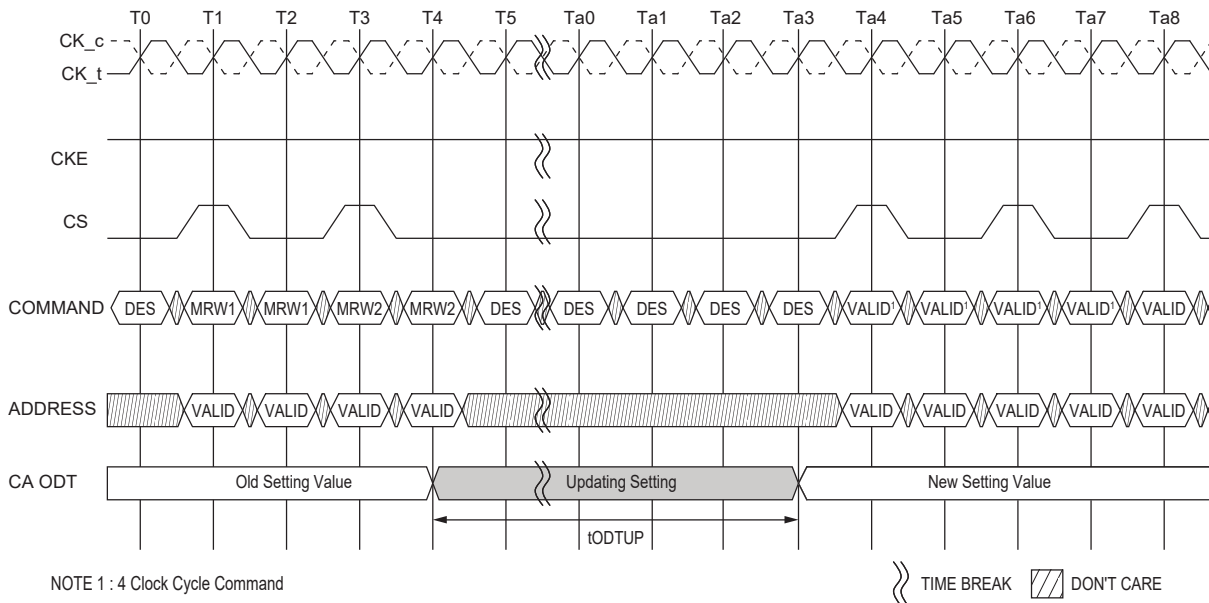 T0 T1 T2 T3 T4 T5 Ta0 Ta1 Ta2 Ta3 Ta4 Ta5 Ta6 Ta7 Ta8
CK_c
CK_t
CKE
CS
COMMAND DES MRW1 MRW1 MRW2 MRW2 DES DES DES DES DES VALID¹ VALID¹ VALID¹ VALID¹ VALID
ADDRESS VALID VALID VALID VALID VALID VALID VALID VALID VALID
CA ODT Old Setting Value Updating Setting New Setting Value
tODTUP
NOTE 1 : 4 Clock Cycle Command TIME BREAK DON'T CARE